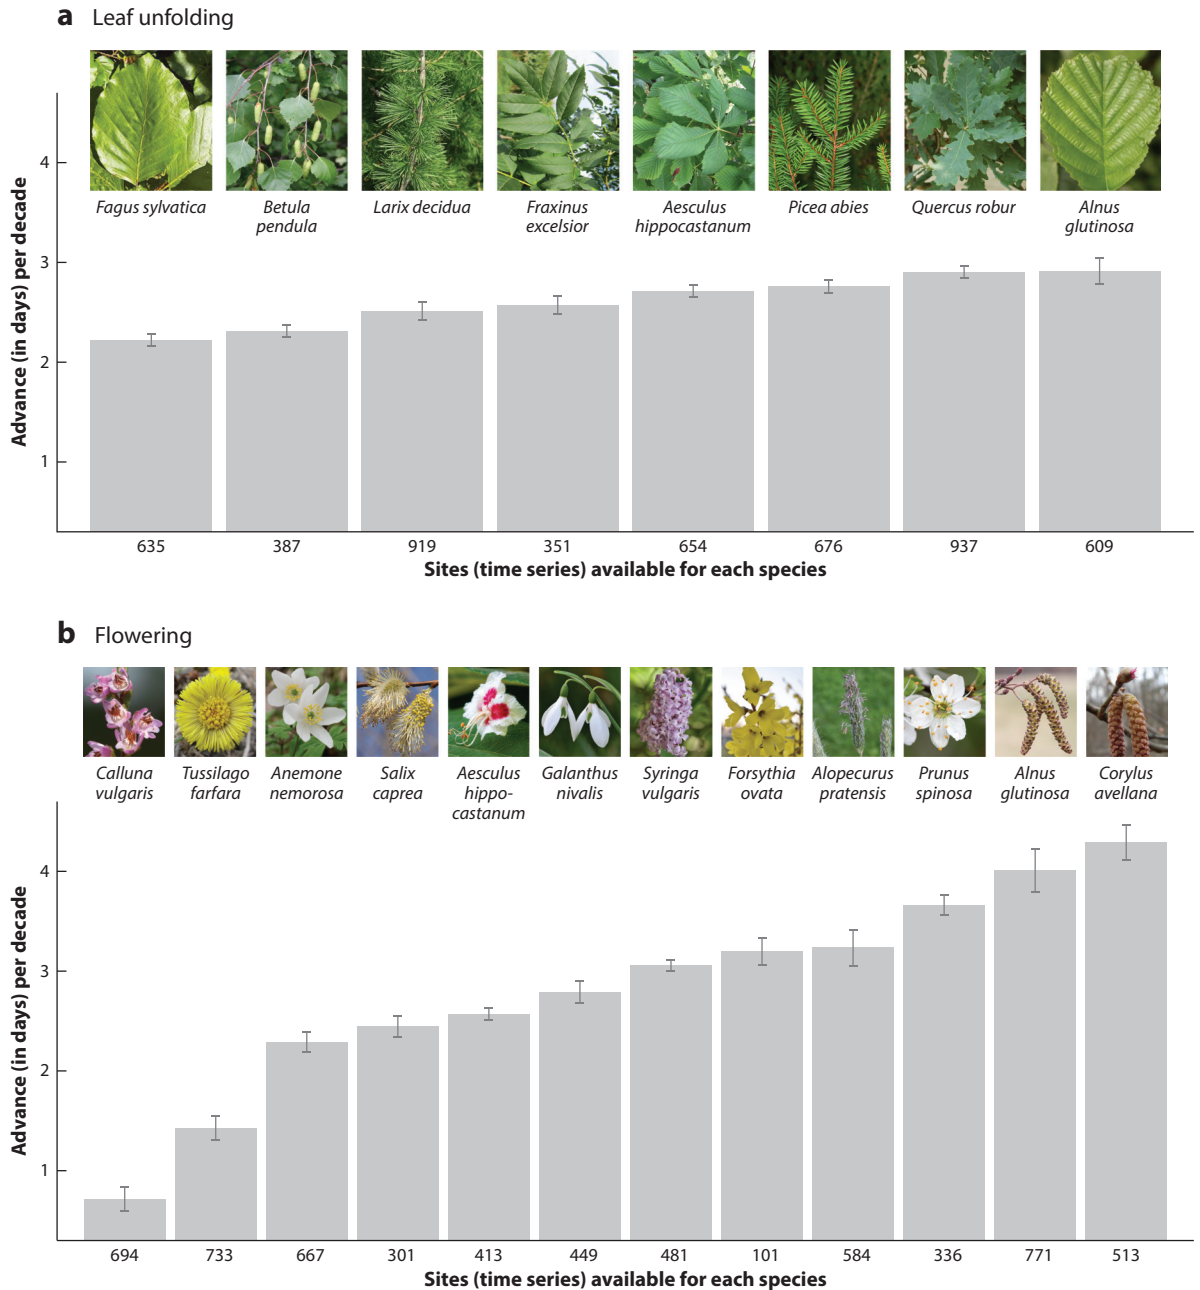 a Leaf unfolding
Fagus sylvatica
Betula
pendula
Larix decidua
Fraxinus
excelsior
Aesculus
hippocastanum
Picea abies
Quercus robur
Alnus
glutinosa
Advance (in days) per decade
4
3
2
1
635 387 919 351 654 676 937 609
Sites (time series) available for each species
b Flowering
Calluna
vulgaris
Tussilago
farfara
Anemone
nemorosa
Salix
caprea
Aesculus
hippo-
castanum
Galanthus
nivalis
Syringa
vulgaris
Forsythia
ovata
Alopecurus
pratensis
Prunus
spinosa
Alnus
glutinosa
Corylus
avellana
Advance (in days) per decade
4
3
2
1
694 733 667 301 413 449 481 101 584 336 771 513
Sites (time series) available for each species